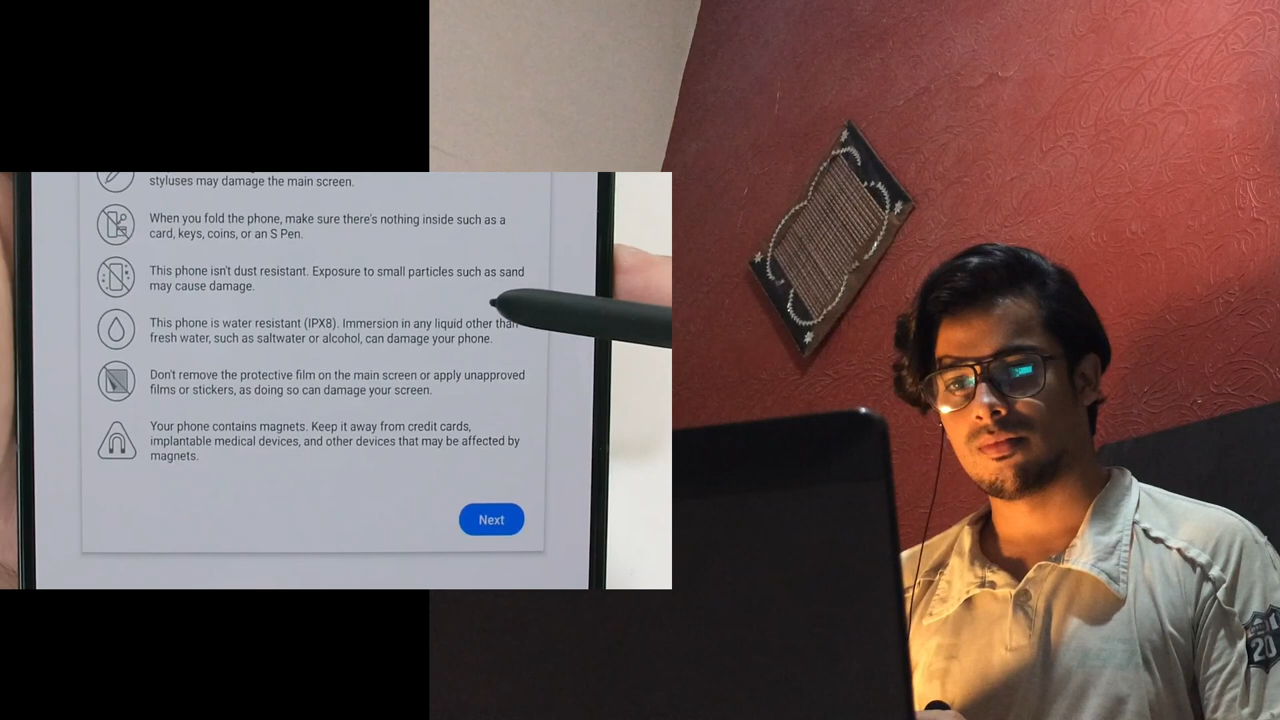 styluses may damage the main screen.
When you fold the phone, make sure there's nothing inside such as a
card, keys, coins, or an S Pen.
This phone isn't dust resistant. Exposure to small particles such as sand
may cause damage.
This phone is water resistant (IPX8). Immersion in any liquid other than
fresh water, such as saltwater or alcohol, can damage your phone.
Don't remove the protective film on the main screen or apply unapproved
films or stickers, as doing so can damage your screen.
Your phone contains magnets. Keep it away from credit cards,
implantable medical devices, and other devices that may be affected by
magnets.
Next
20